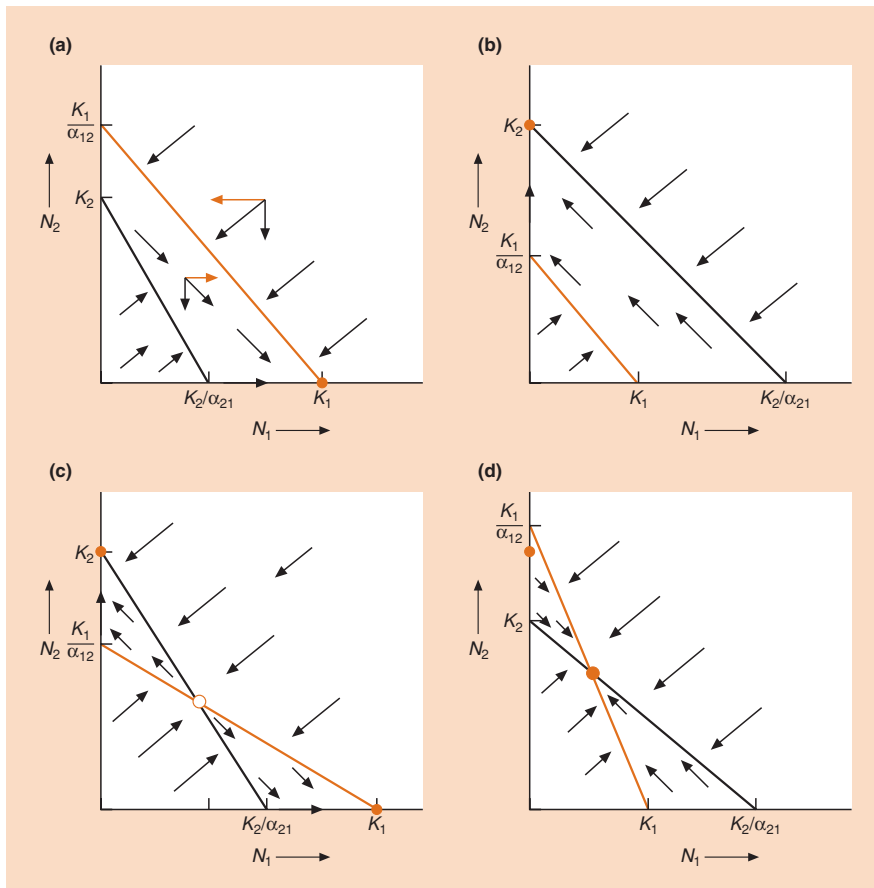 (a)
K₁
α₁₂
K₂
N₂
K₂/α₂₁
K₁
N₁
(b)
K₂
K₁
α₁₂
N₂
K₁
K₂/α₂₁
N₁
(c)
K₂
K₁
α₁₂
N₂
K₂/α₂₁
K₁
N₁
(d)
K₁
α₁₂
K₂
N₂
K₁
K₂/α₂₁
N₁